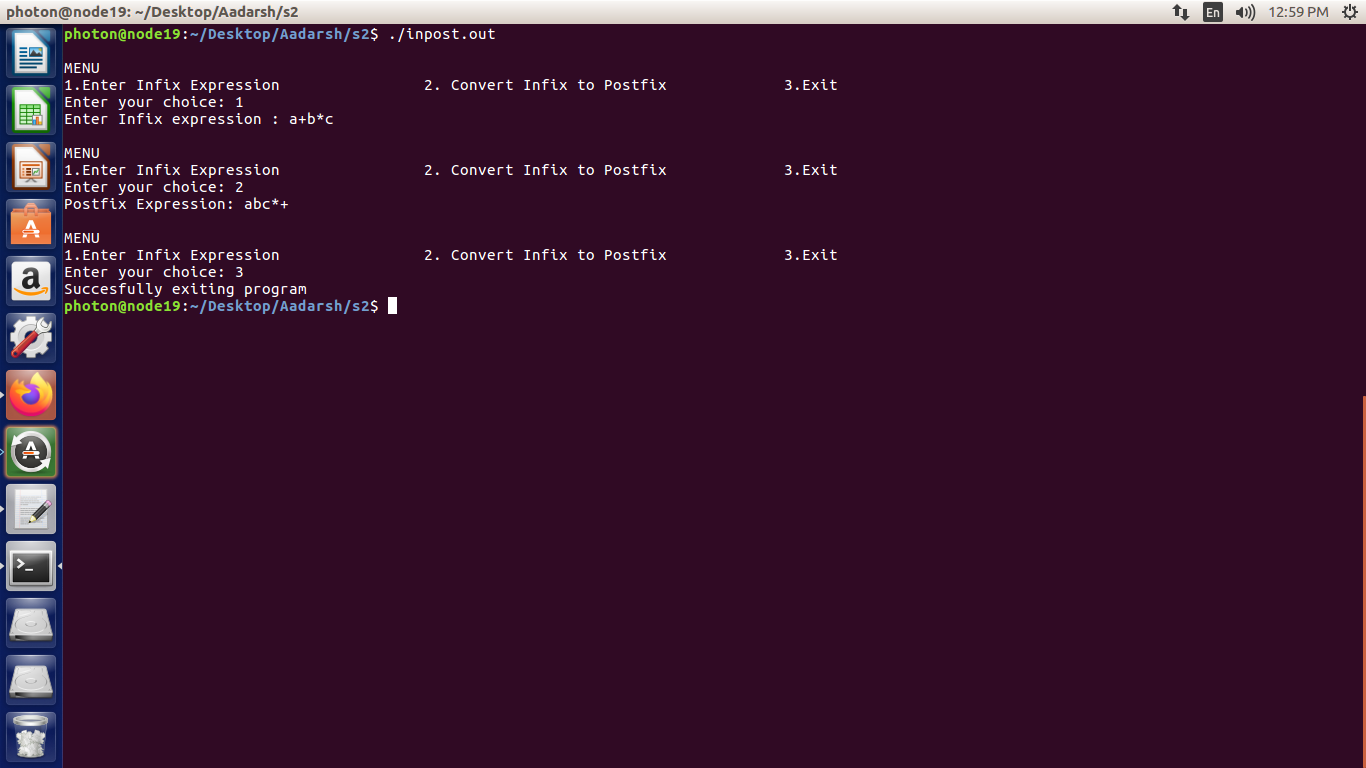 photon@node19: ~/Desktop/Aadarsh/s2 En 12:59 PM
photon@node19:~/Desktop/Aadarsh/s2$ ./inpost.out
MENU
1.Enter Infix Expression 2. Convert Infix to Postfix 3.Exit
Enter your choice: 1
Enter Infix expression : a+b*c
MENU
1.Enter Infix Expression 2. Convert Infix to Postfix 3.Exit
Enter your choice: 2
Postfix Expression: abc*+
MENU
1.Enter Infix Expression 2. Convert Infix to Postfix 3.Exit
Enter your choice: 3
Succesfully exiting program
photon@node19:~/Desktop/Aadarsh/s2$